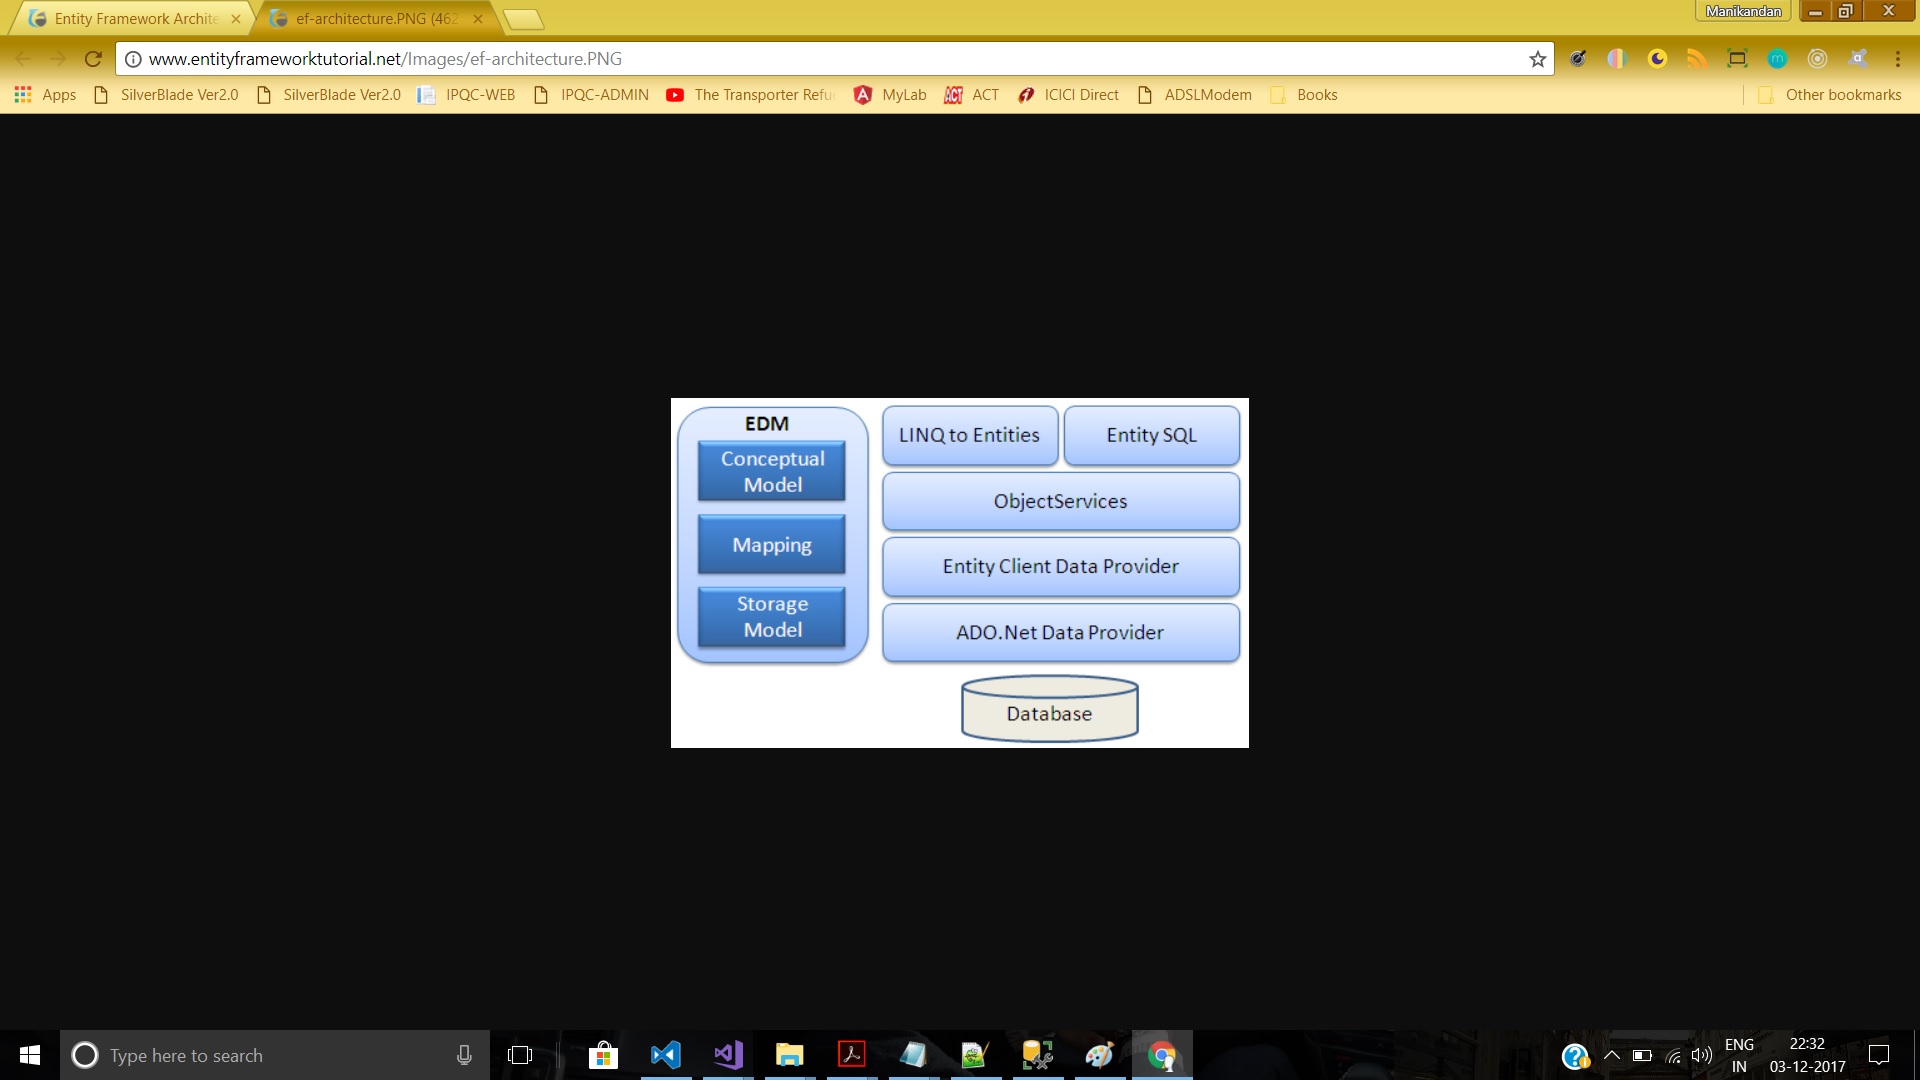 Entity Framework Archite
ef-architecture.PNG (462
Manikandan
www.entityframeworktutorial.net/Images/ef-architecture.PNG
Apps
SilverBlade Ver2.0
SilverBlade Ver2.0
IPQC-WEB
IPQC-ADMIN
The Transporter Refu
MyLab
ACT
ACT
ICICI Direct
ADSLModem
Books
Other bookmarks
EDM
Conceptual
Model
Mapping
Storage
Model
LINQ to Entities
Entity SQL
ObjectServices
Entity Client Data Provider
ADO.Net Data Provider
Database
Type here to search
ENG
IN
22:32
03-12-2017